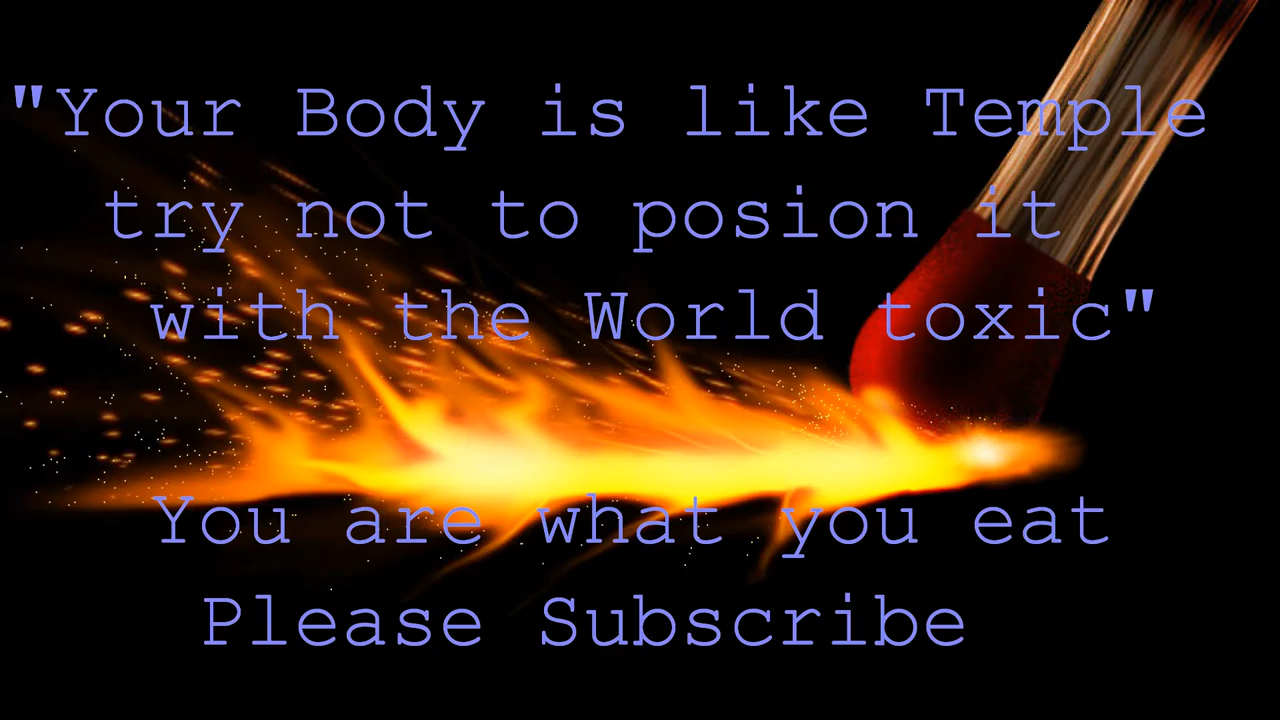 "Your Body is like Temple
try not to posion it
with the World toxic"
You are what you eat
Please Subscribe